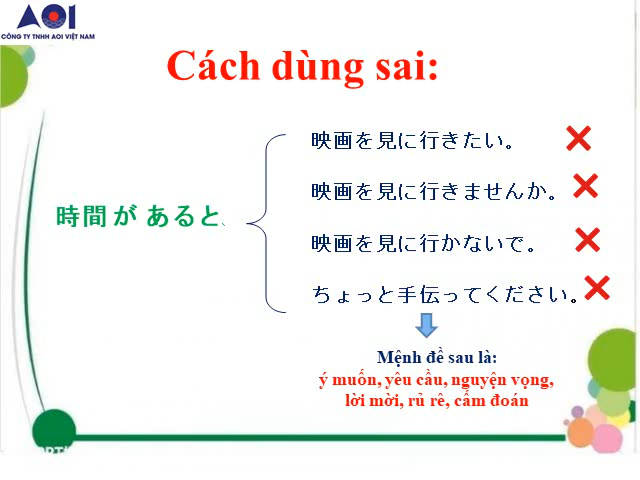 AOI
CÔNG TY TNHH AOI VIỆT NAM
Cách dùng sai:
時間が あると、
映画を見に行きたい。
映画を見に行きませんか。
映画を見に行かないで。
ちょっと手伝ってください。
Mệnh đề sau là:
ý muốn, yêu cầu, nguyện vọng,
lời mời, rủ rê, cấm đoán